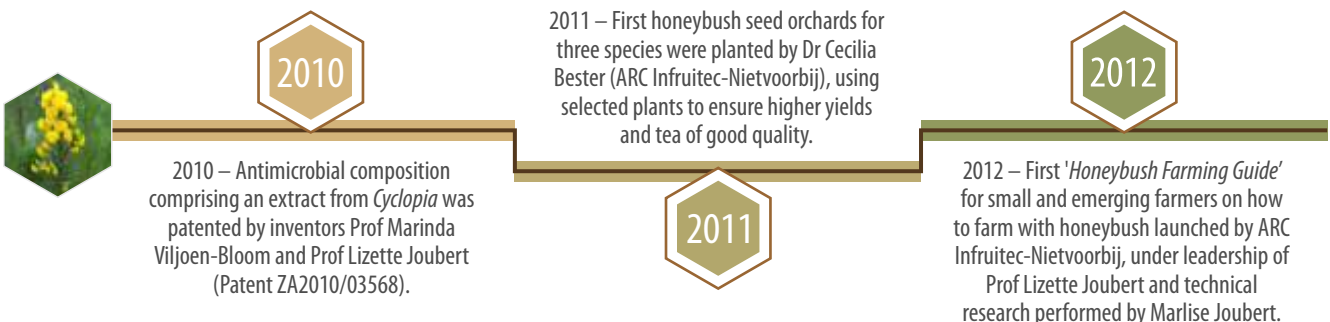 2010
2010 – Antimicrobial composition
comprising an extract from Cyclopia was
patented by inventors Prof Marinda
Viljoen-Bloom and Prof Lizette Joubert
(Patent ZA2010/03568).
2011 – First honeybush seed orchards for
three species were planted by Dr Cecilia
Bester (ARC Infruitec-Nietvoorbij), using
selected plants to ensure higher yields
and tea of good quality.
2011
2012
2012 – First 'Honeybush Farming Guide'
for small and emerging farmers on how
to farm with honeybush launched by ARC
Infruitec-Nietvoorbij, under leadership of
Prof Lizette Joubert and technical
research performed by Marlise Joubert.